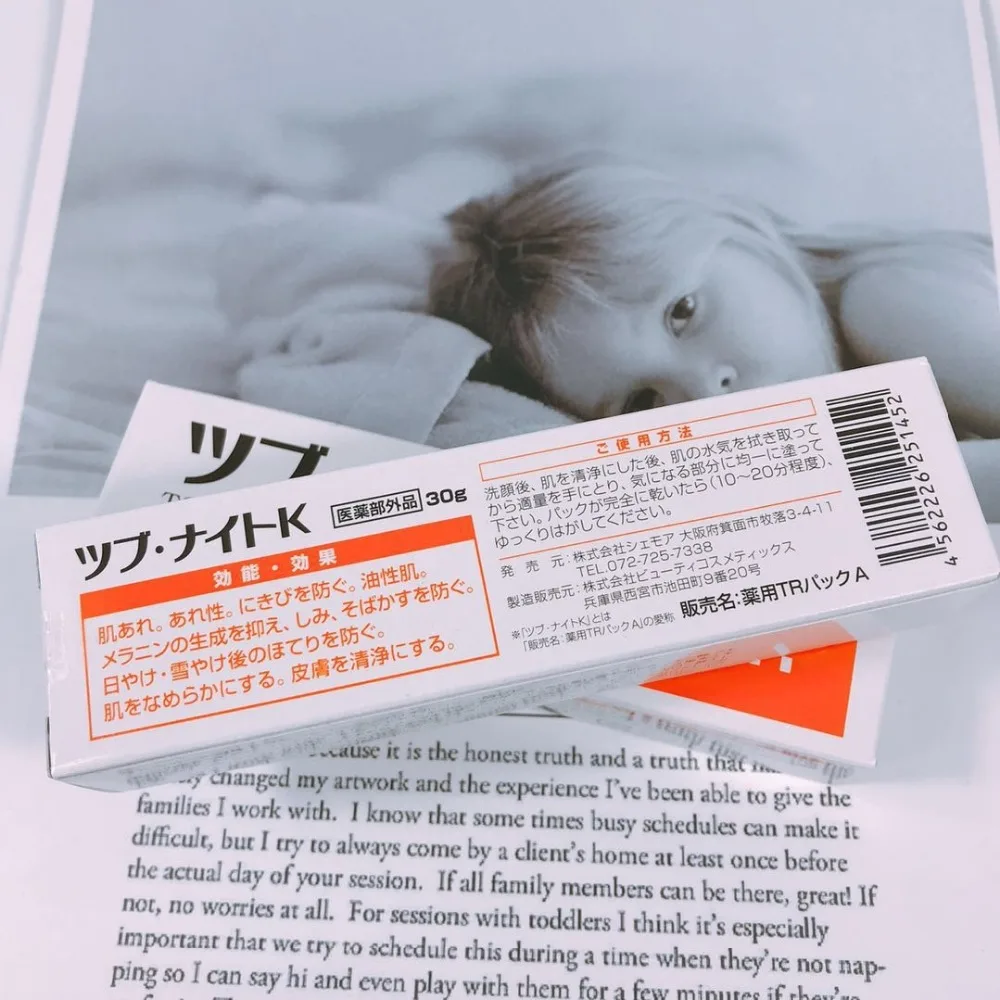 ツブ
ツブ・ナイトK 医薬部外品 30g
効能・効果
肌あれ。あれ性。にきびを防ぐ。油性肌。
メラニンの生成を抑え、しみ、そばかすを防ぐ。
日やけ・雪やけ後のほてりを防ぐ。
肌をなめらかにする。皮膚を清浄にする。
ご使用方法
洗顔後、肌を清浄にした後、肌の水気を拭き取って
から適量を手にとり、気になる部分に均一に塗って
下さい。パックが完全に乾いたら(10〜20分程度)、
ゆっくりはがしてください。
発売元:株式会社シェモア 大阪府箕面市牧落3-4-11
TEL.072-725-7338
製造販売元:株式会社ビューティコスメティックス
兵庫県西宮市池田町9番20号
※「ツブ・ナイトK」とは
「販売名:薬用TRパックA」の愛称
販売名:薬用TRパックA
4562226251452
it is the honest truth and a truth that
changed my artwork and the experience I've been able to give the
families I work with. I know that some times busy schedules can make it
difficult, but I try to always come by a client's home at least once before
the actual day of your session. If all family members can be there, great! If
not, no worries at all. For sessions with toddlers I think it's especially
important that we try to schedule this during a time when they're not nap-
ping so I can say hi and even play with them for a few minutes if they're